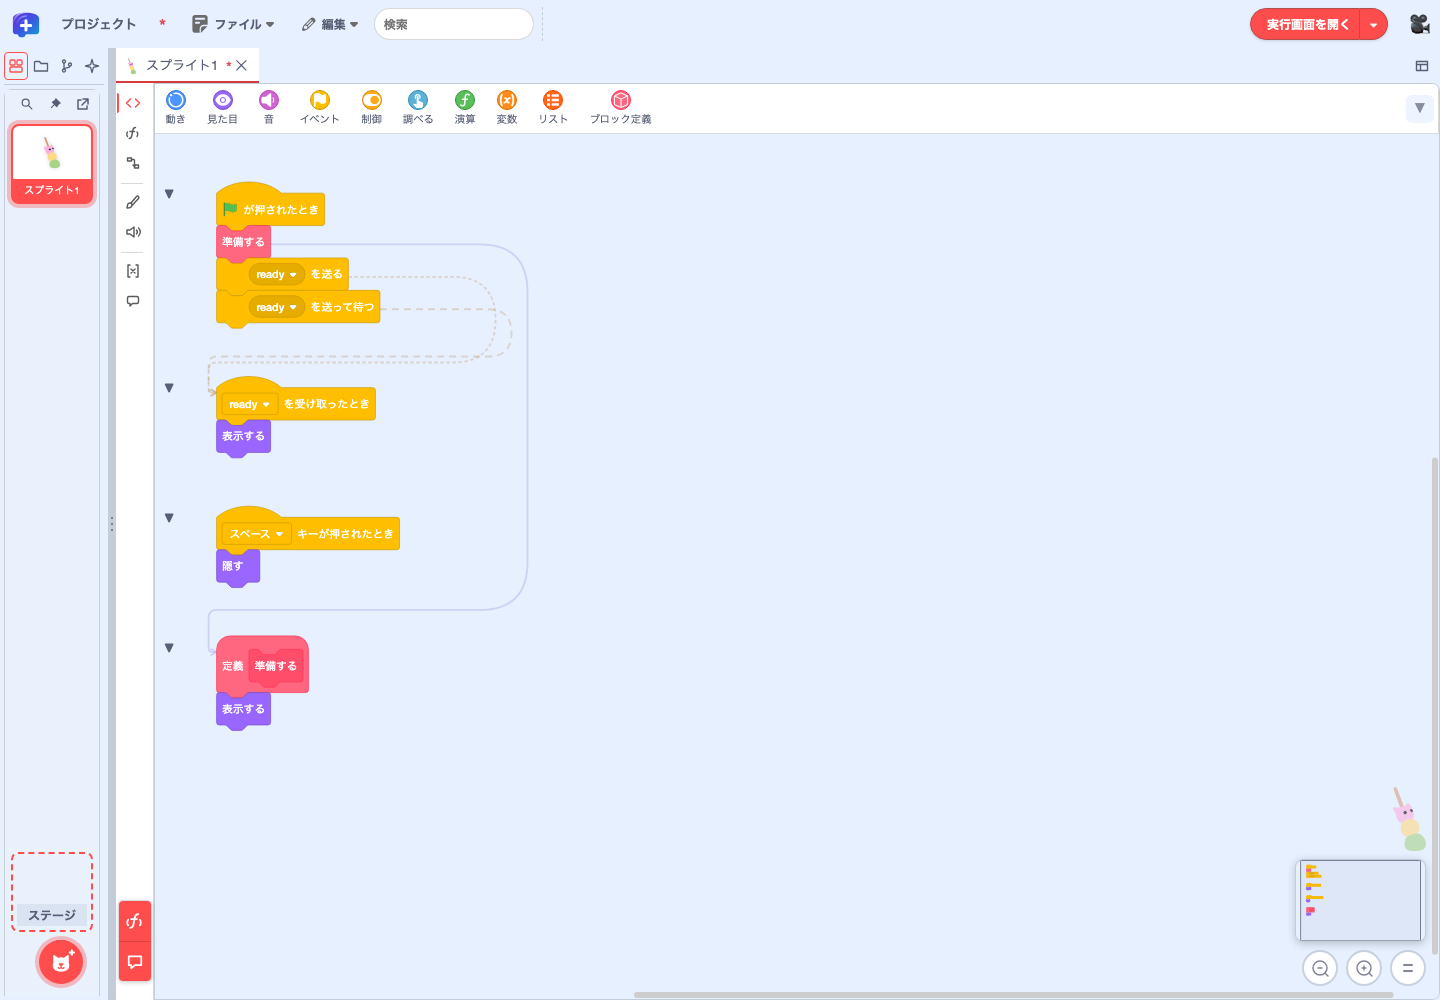 プロジェクト * ファイル 編集 検索 実行画面を開く
スプライト1 *
動き 見た目 音 イベント 制御 調べる 演算 変数 リスト ブロック定義
スプライト1
が押されたとき
準備する
ready を送る
ready を送って待つ
ready を受け取ったとき
表示する
スペース キーが押されたとき
隠す
定義 準備する
表示する
ステージ